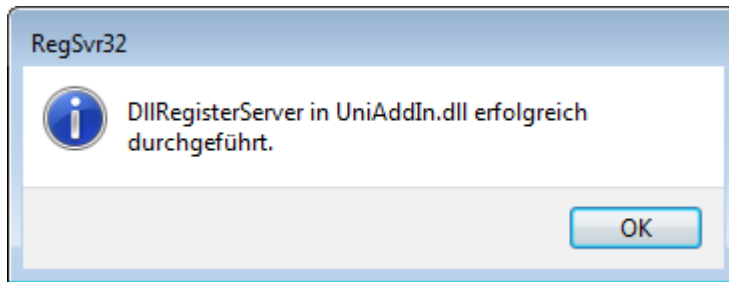 RegSvr32
DllRegisterServer in UniAddIn.dll erfolgreich
durchgeführt.
OK